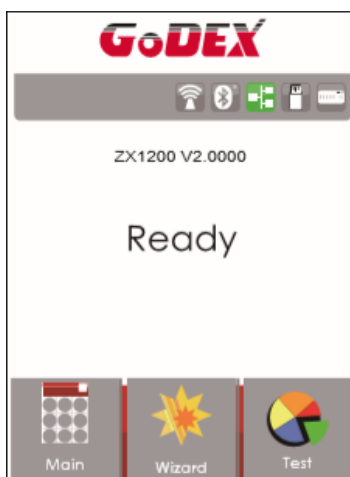 GoDEX
ZX1200 V2.0000
Ready
Main
Wizard
Test